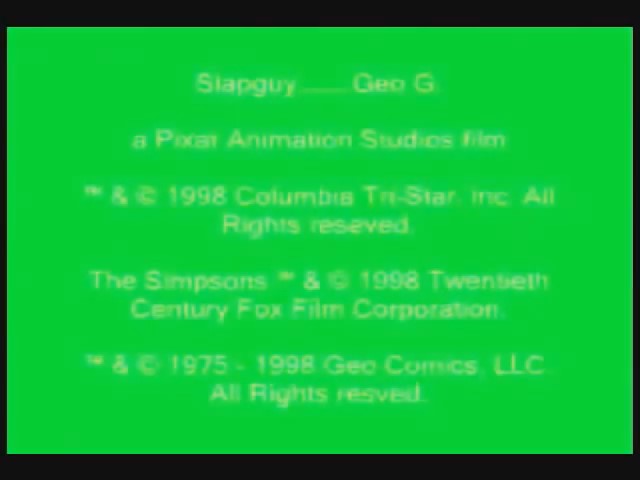 Slapguy ...... Geo G.
a Pixar Animation Studios film
™ & © 1998 Columbia Tri-Star, Inc. All
Rights reseved.
The Simpsons ™ & © 1998 Twentieth
Century Fox Film Corporation.
™ & © 1975 - 1998 Geo Comics, LLC.
All Rights resved.